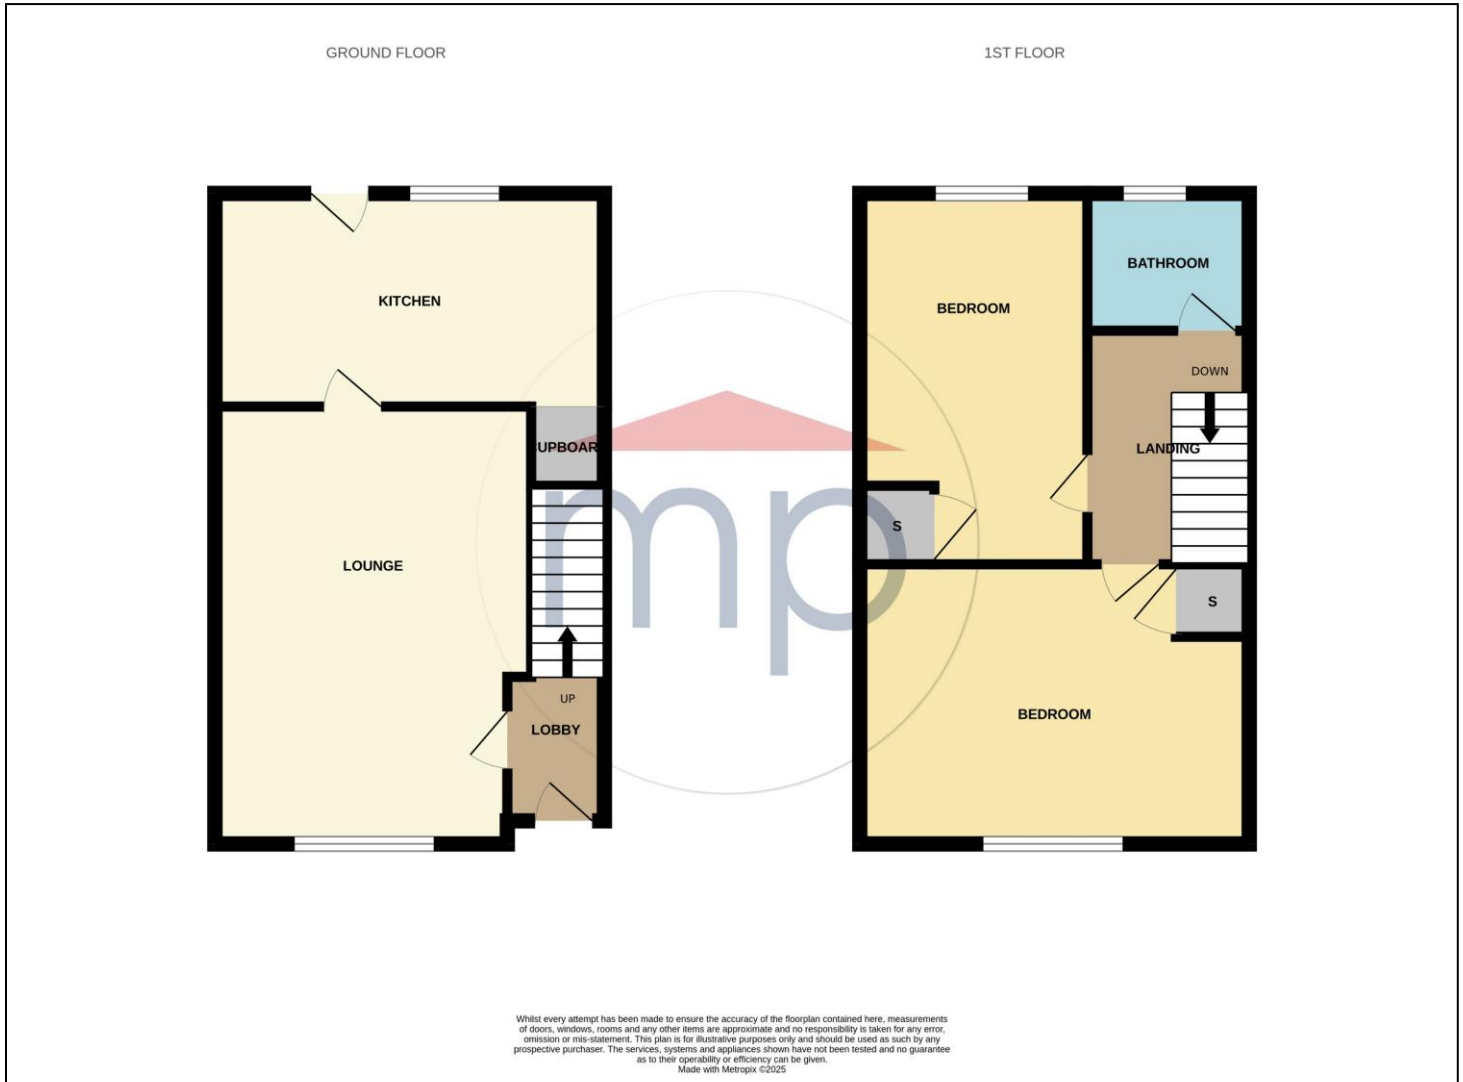 GROUND FLOOR
1ST FLOOR
KITCHEN
CUPBOARD
LOUNGE
UP
LOBBY
BEDROOM
BATHROOM
DOWN
LANDING
S
S
BEDROOM
mp
Whilst every attempt has been made to ensure the accuracy of the floorplan contained here, measurements
of doors, windows, rooms and any other items are approximate and no responsibility is taken for any error,
omission or mis-statement. This plan is for illustrative purposes only and should be used as such by any
prospective purchaser. The services, systems and appliances shown have not been tested and no guarantee
as to their operability or efficiency can be given.
Made with Metropix ©2025